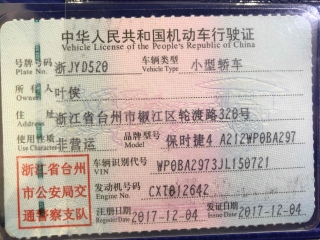 中华人民共和国机动车行驶证
Vehicle License of the People's Republic of China
号牌号码 浙JYD520 车辆类型 小型轿车
Plate No. Vehicle Type
所有人 叶侯
Owner
住址 浙江省台州市椒江区轮渡路320号
Address
使用性质 非营运 品牌型号 保时捷4 A212WP0BA297
Use Character Model
浙江省台州 车辆识别代号 WP0BA2973JL150721
VIN
市公安局交 发动机号码 CXT012642
Engine No.
通警察支队 注册日期 2017-12-04 发证日期 2017-12-04
Register Date Issue Date